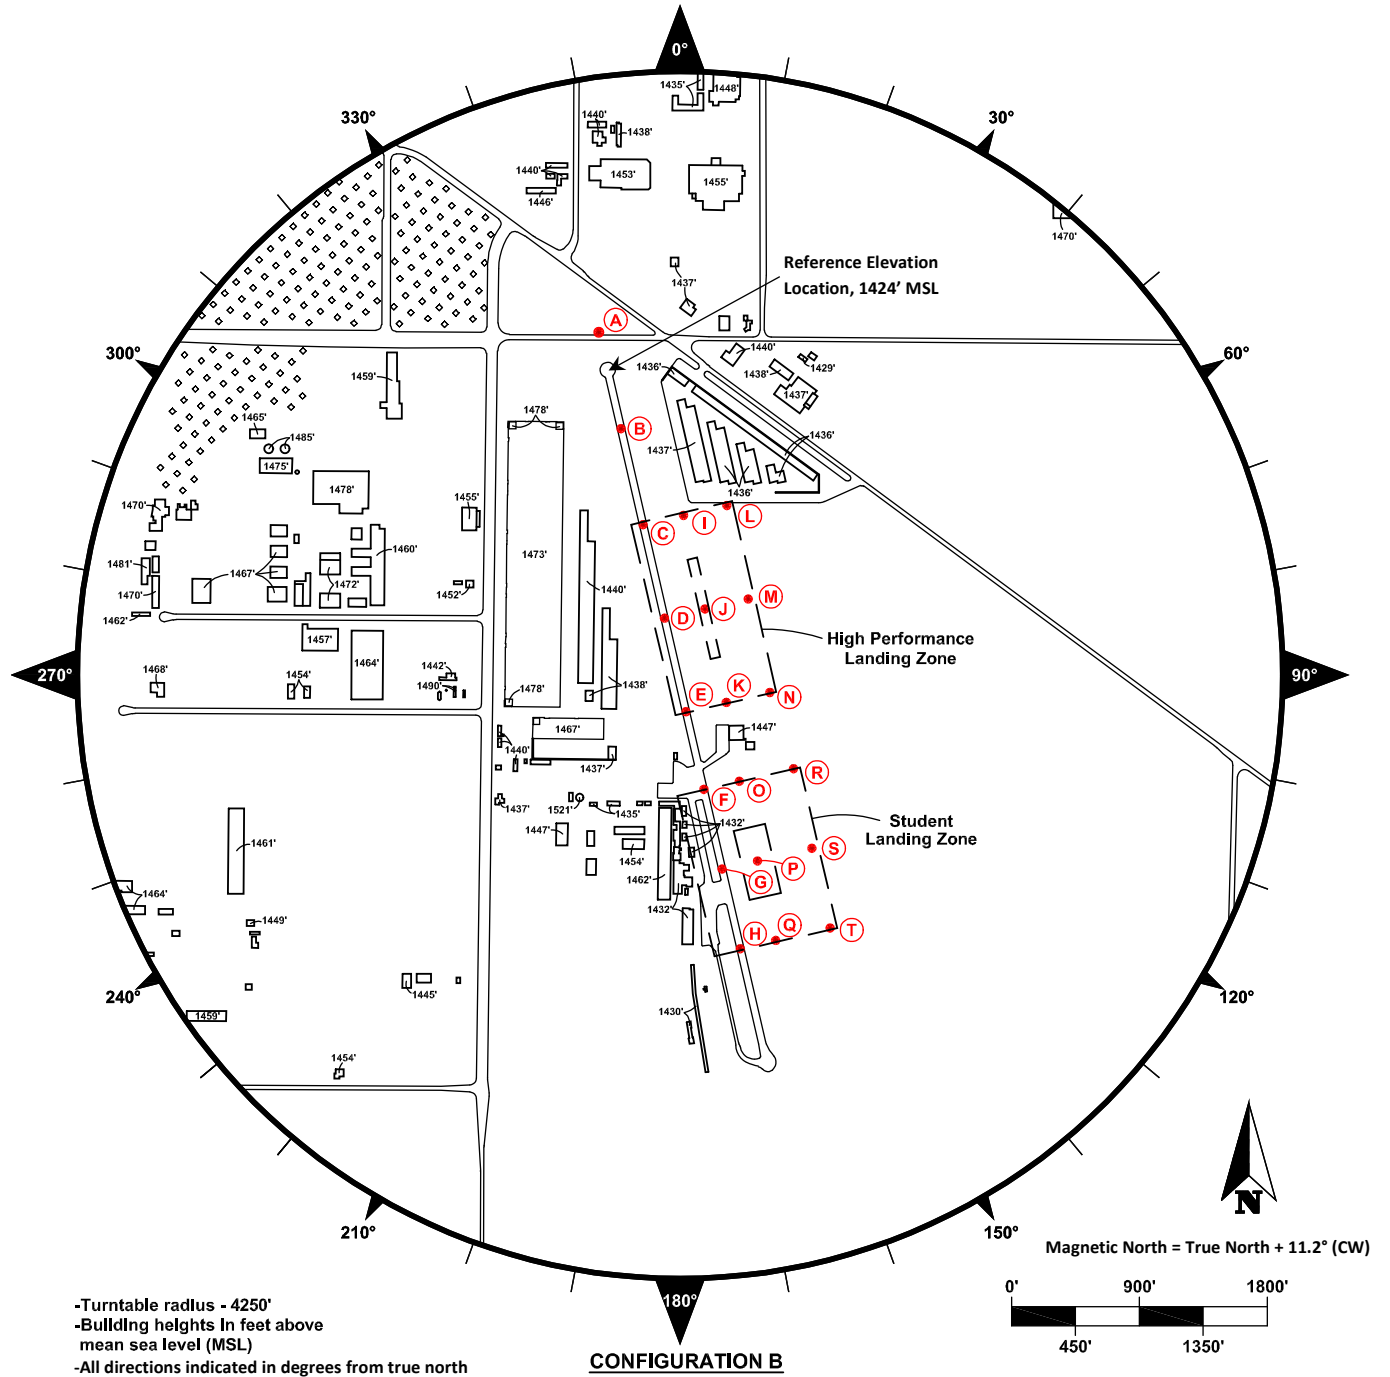 0°
1435'
1448'
330°
30°
1440'
1438'
1440'
1453'
1455'
1446'
1470'
1437'
Reference Elevation
Location, 1424' MSL
A
300°
60°
1459'
1436'
1440'
1438'
1429'
1437'
1465'
1478'
B
1485'
1437'
1436'
1475'
1478'
1436'
1470'
1455'
L
I
C
1481'
1467'
1472'
1460'
1473'
1440'
1470'
1452'
M
J
D
1462'
High Performance
Landing Zone
1457'
1464'
270°
90°
1468'
1454'
1442'
1490'
1478'
1438'
E
K
N
1467'
1447'
1440'
1437'
R
O
F
1437'
1521'
1435'
1432'
Student
Landing Zone
1447'
1454'
S
P
G
1461'
1462'
1464'
1432'
1449'
H
Q
T
240°
120°
1445'
1459'
1430'
1454'
N
210°
150°
Magnetic North = True North + 11.2° (CW)
0'
900'
1800'
450'
1350'
180°
-Turntable radius - 4250'
-Building heights in feet above
mean sea level (MSL)
-All directions indicated in degrees from true north
CONFIGURATION B